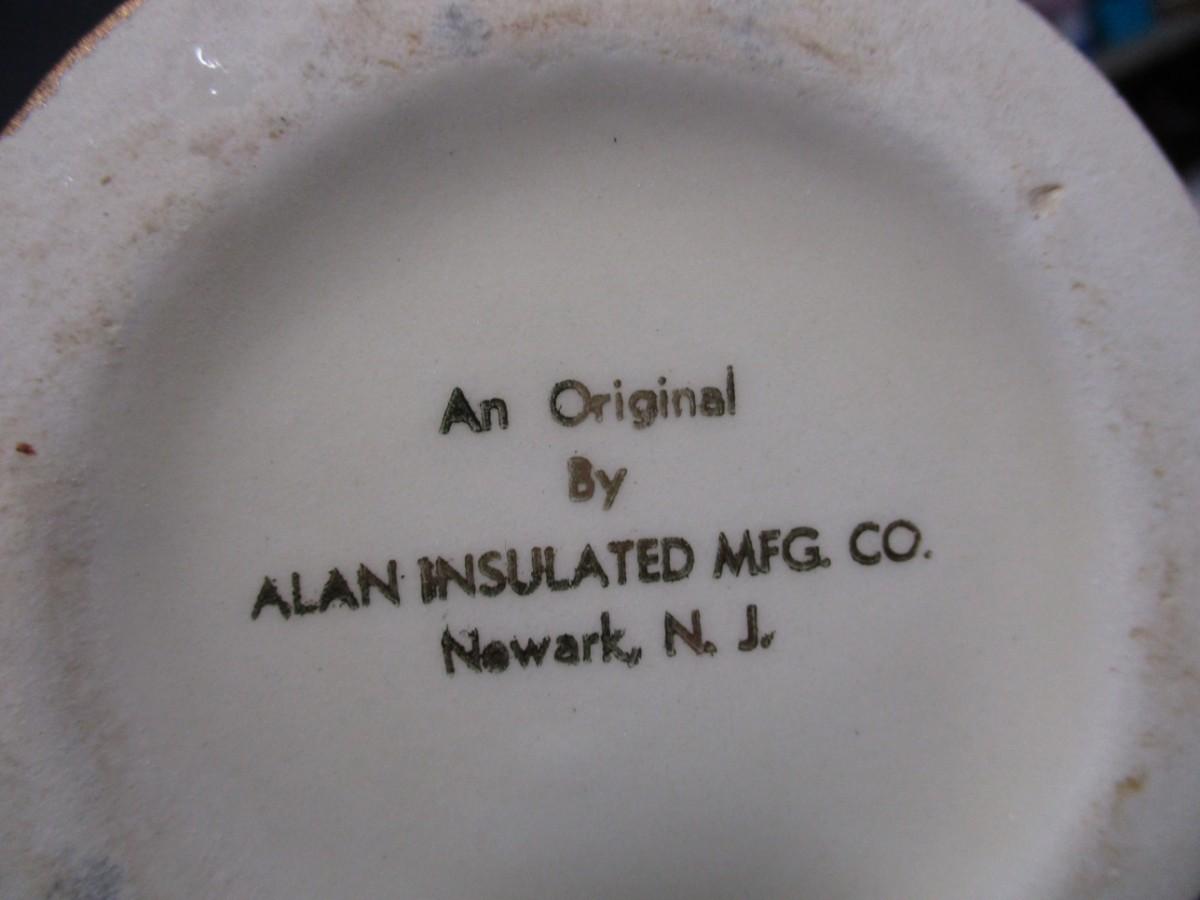 An Original
By
ALAN INSULATED MFG. CO.
Newark, N. J.